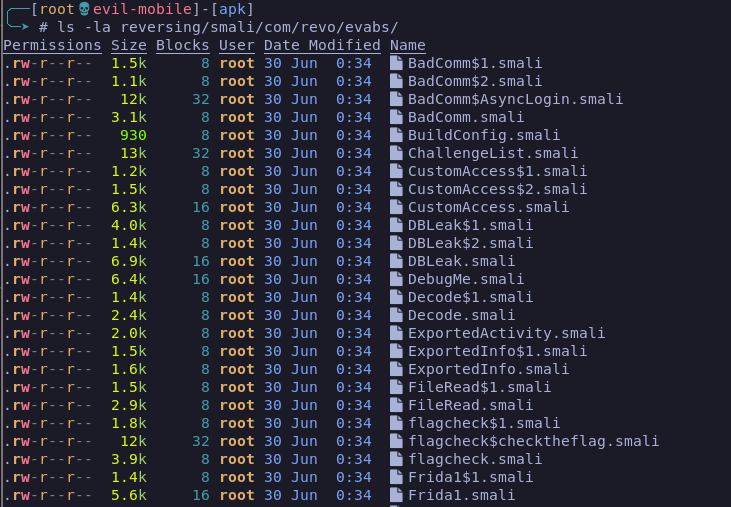 [root💀evil-mobile]-[apk]
# ls -la reversing/smali/com/revo/evabs/
Permissions Size Blocks User Date Modified Name
.rw-r--r-- 1.5k 8 root 30 Jun 0:34 BadComm$1.smali
.rw-r--r-- 1.1k 8 root 30 Jun 0:34 BadComm$2.smali
.rw-r--r-- 12k 32 root 30 Jun 0:34 BadComm$AsyncLogin.smali
.rw-r--r-- 3.1k 8 root 30 Jun 0:34 BadComm.smali
.rw-r--r-- 930 8 root 30 Jun 0:34 BuildConfig.smali
.rw-r--r-- 13k 32 root 30 Jun 0:34 ChallengeList.smali
.rw-r--r-- 1.2k 8 root 30 Jun 0:34 CustomAccess$1.smali
.rw-r--r-- 1.5k 8 root 30 Jun 0:34 CustomAccess$2.smali
.rw-r--r-- 6.3k 16 root 30 Jun 0:34 CustomAccess.smali
.rw-r--r-- 4.0k 8 root 30 Jun 0:34 DBLeak$1.smali
.rw-r--r-- 1.4k 8 root 30 Jun 0:34 DBLeak$2.smali
.rw-r--r-- 6.9k 16 root 30 Jun 0:34 DBLeak.smali
.rw-r--r-- 6.4k 16 root 30 Jun 0:34 DebugMe.smali
.rw-r--r-- 1.4k 8 root 30 Jun 0:34 Decode$1.smali
.rw-r--r-- 2.4k 8 root 30 Jun 0:34 Decode.smali
.rw-r--r-- 2.0k 8 root 30 Jun 0:34 ExportedActivity.smali
.rw-r--r-- 1.5k 8 root 30 Jun 0:34 ExportedInfo$1.smali
.rw-r--r-- 1.6k 8 root 30 Jun 0:34 ExportedInfo.smali
.rw-r--r-- 1.5k 8 root 30 Jun 0:34 FileRead$1.smali
.rw-r--r-- 2.9k 8 root 30 Jun 0:34 FileRead.smali
.rw-r--r-- 1.8k 8 root 30 Jun 0:34 flagcheck$1.smali
.rw-r--r-- 12k 32 root 30 Jun 0:34 flagcheck$checktheflag.smali
.rw-r--r-- 3.9k 8 root 30 Jun 0:34 flagcheck.smali
.rw-r--r-- 1.4k 8 root 30 Jun 0:34 Frida1$1.smali
.rw-r--r-- 5.6k 16 root 30 Jun 0:34 Frida1.smali